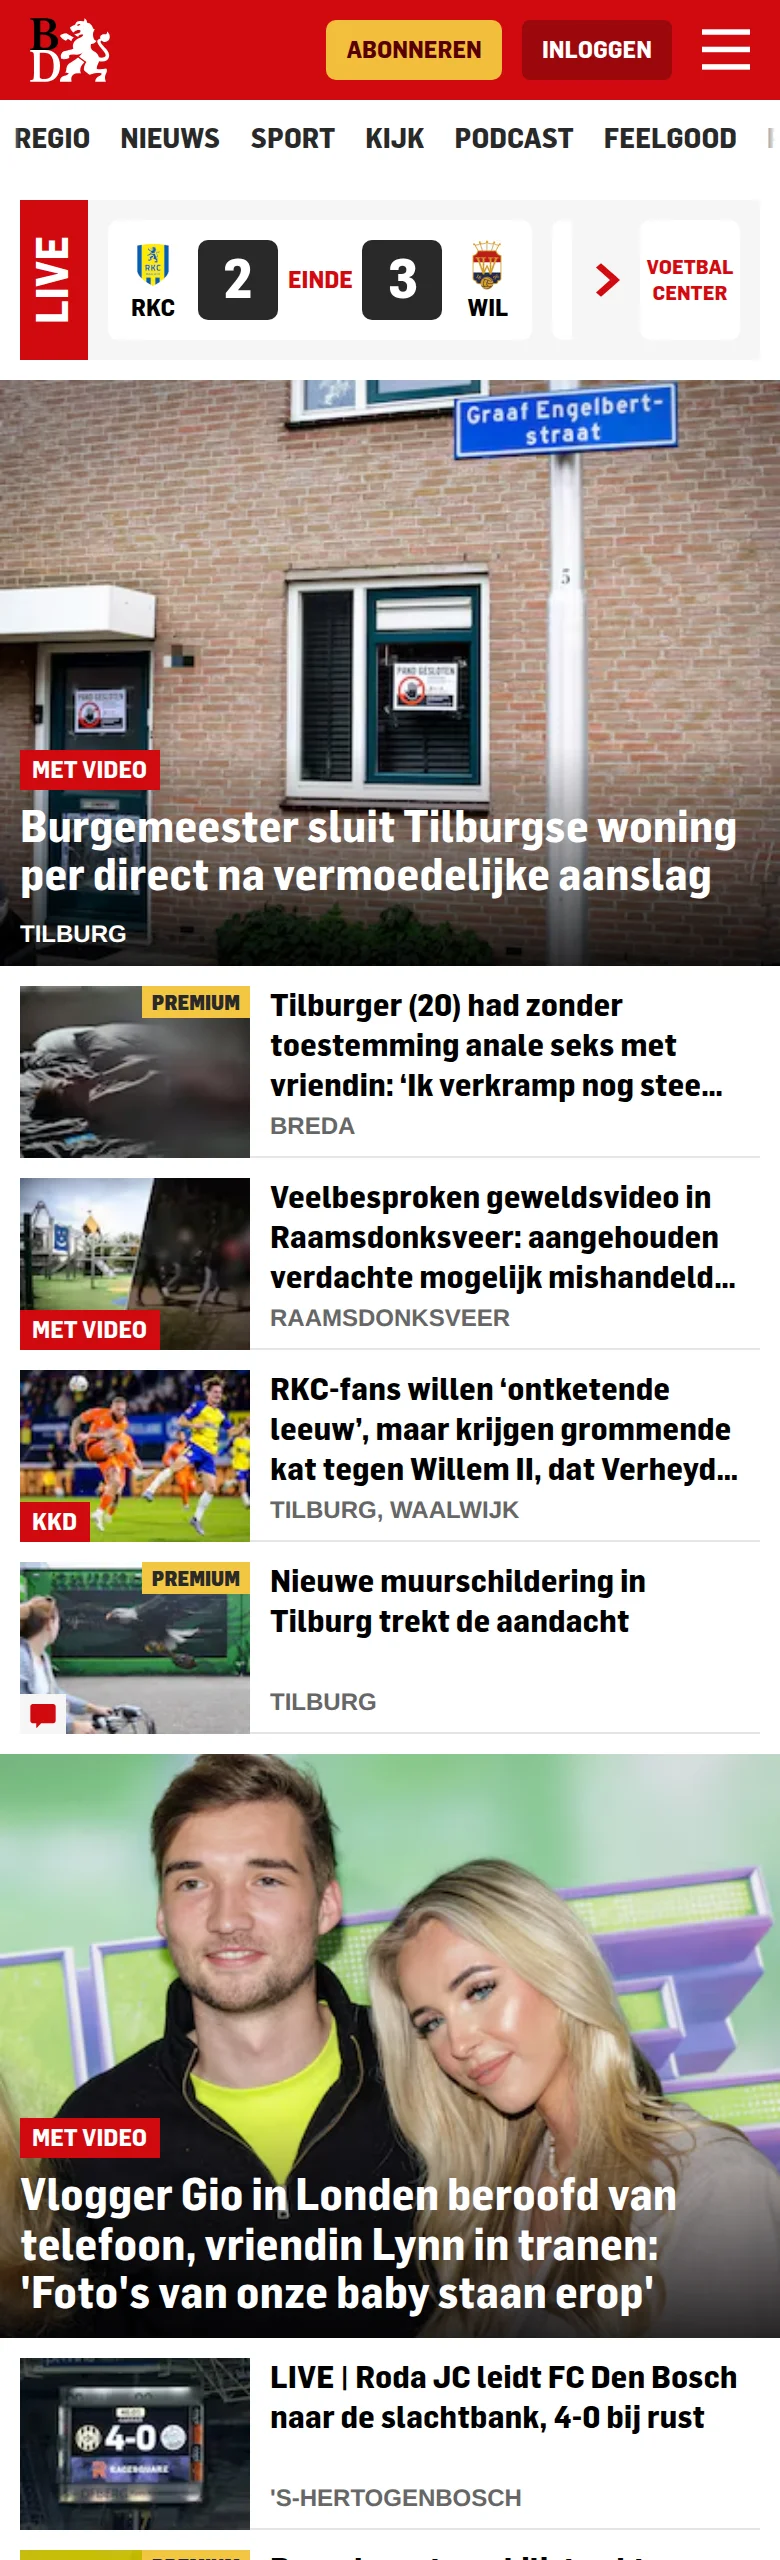 BD
ABONNEREN
INLOGGEN
REGIO NIEUWS SPORT KIJK PODCAST FEELGOOD
LIVE
RKC
2
EINDE
3
WIL
VOETBAL
CENTER
Graaf Engelbert-
straat
5
PAND GESLOTEN
PAND GESLOTEN
MET VIDEO
Burgemeester sluit Tilburgse woning
per direct na vermoedelijke aanslag
TILBURG
PREMIUM
Tilburger (20) had zonder
toestemming anale seks met
vriendin: ‘Ik verkramp nog stee...
BREDA
Veelbesproken geweldsvideo in
Raamsdonksveer: aangehouden
verdachte mogelijk mishandeld...
MET VIDEO
RAAMSDONKSVEER
RKC-fans willen ‘ontketende
leeuw’, maar krijgen grommende
kat tegen Willem II, dat Verheyd...
KKD
TILBURG, WAALWIJK
PREMIUM
Nieuwe muurschildering in
Tilburg trekt de aandacht
TILBURG
MET VIDEO
Vlogger Gio in Londen beroofd van
telefoon, vriendin Lynn in tranen:
'Foto's van onze baby staan erop'
4-0
RACESQUARE
LIVE | Roda JC leidt FC Den Bosch
naar de slachtbank, 4-0 bij rust
'S-HERTOGENBOSCH